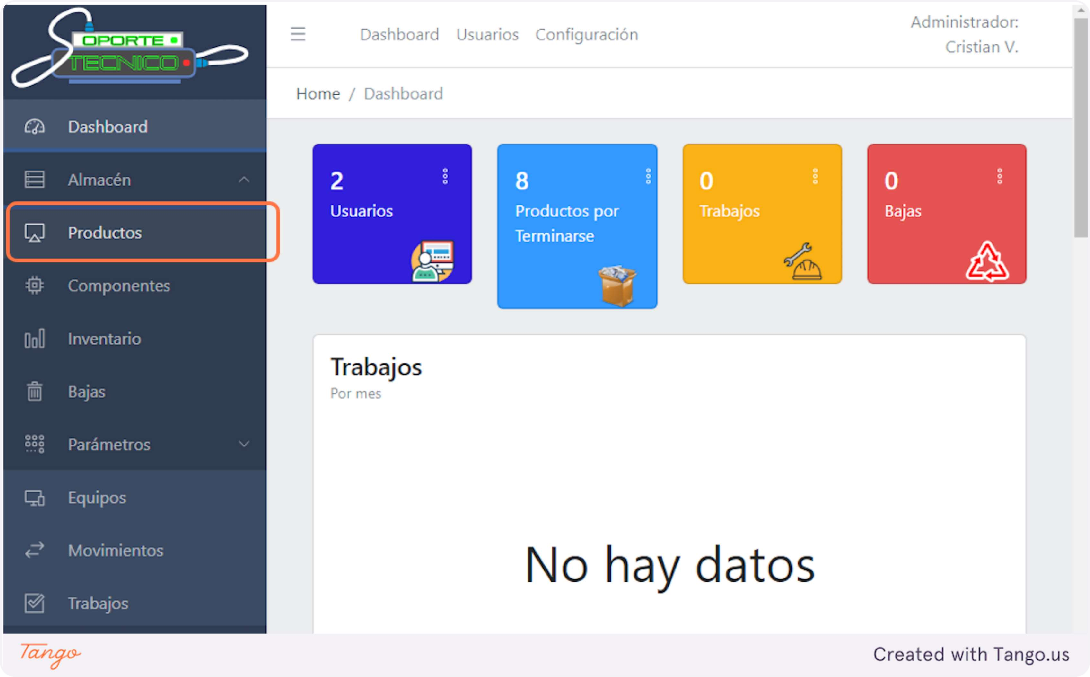 SOPORTE
TECNICO
Dashboard
Almacén
Productos
Componentes
Inventario
Bajas
Parámetros
Equipos
Movimientos
Trabajos
Dashboard Usuarios Configuración
Administrador:
Cristian V.
Home / Dashboard
2
Usuarios
8
Productos por
Terminarse
0
Trabajos
0
Bajas
Trabajos
Por mes
No hay datos
Tango
Created with Tango.us